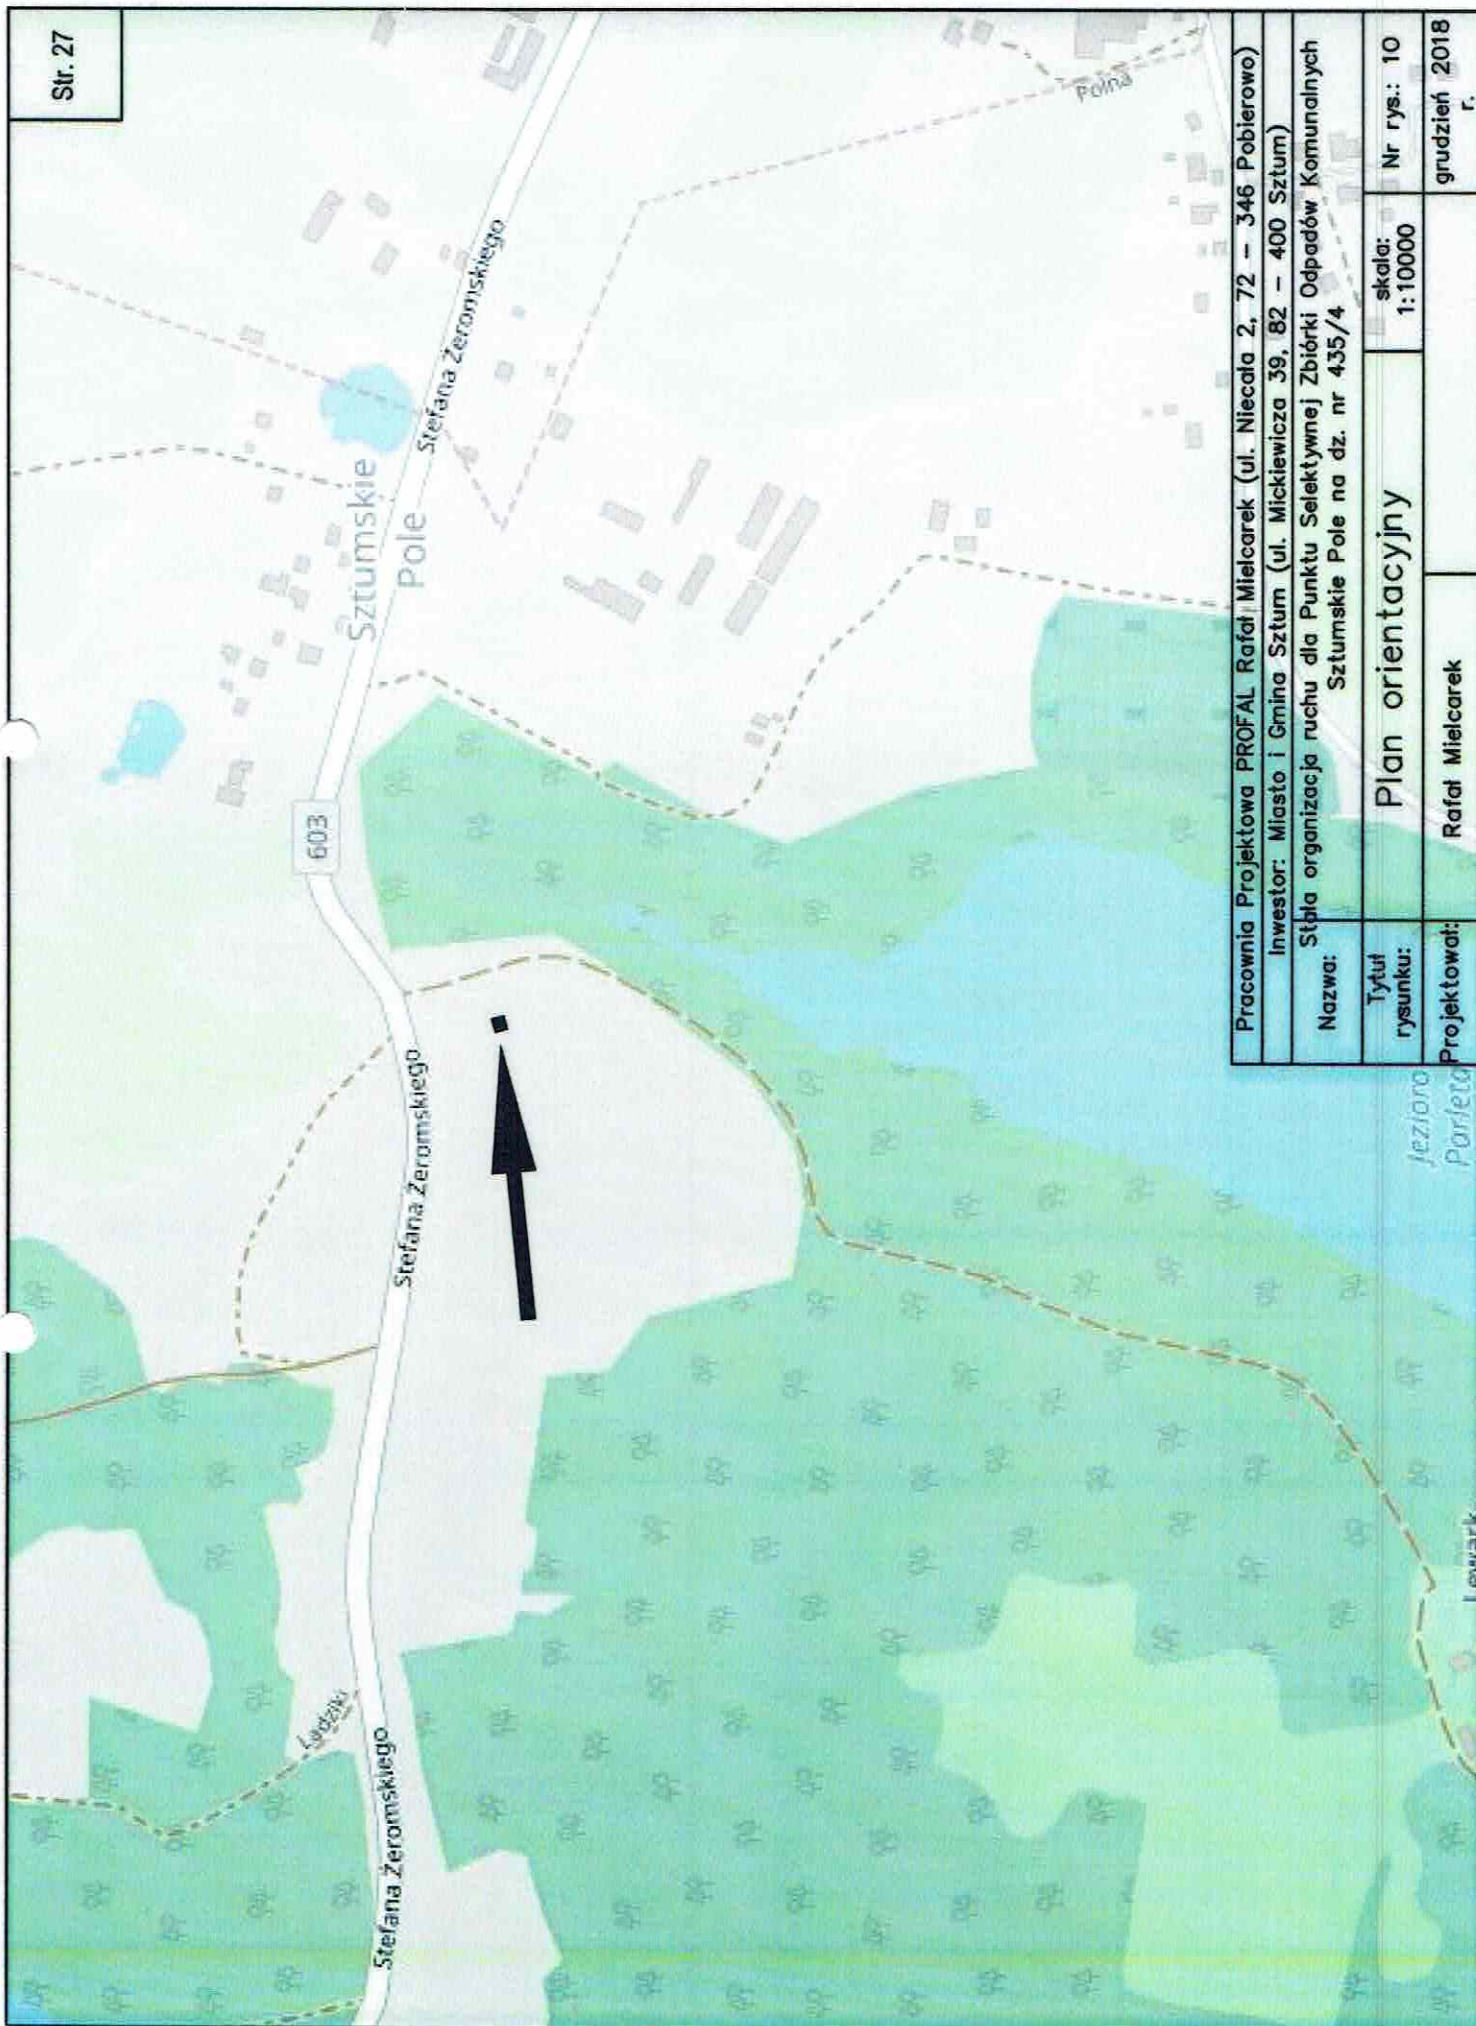 Str. 27
Polna
Stefana Żeromskiego
Sztumskie
Pole
603
Stefana Żeromskiego
Ladziki
Stefana Żeromskiego
jezioro
Parleta
Lewark
Pracownia Projektowa PROFAL Rafał Mielcarek (ul. Niecała 2, 72 – 346 Pobierowo)
Inwestor: Miasto i Gmina Sztum (ul. Mickiewicza 39, 82 – 400 Sztum)
Nazwa:
Stała organizacja ruchu dla Punktu Selektywnej Zbiórki Odpadów Komunalnych
Sztumskie Pole na dz. nr 435/4
Tytuł
rysunku:
Plan orientacyjny
skala:
1:10000
Nr rys.: 10
Projektował:
Rafał Mielcarek
grudzień 2018
r.